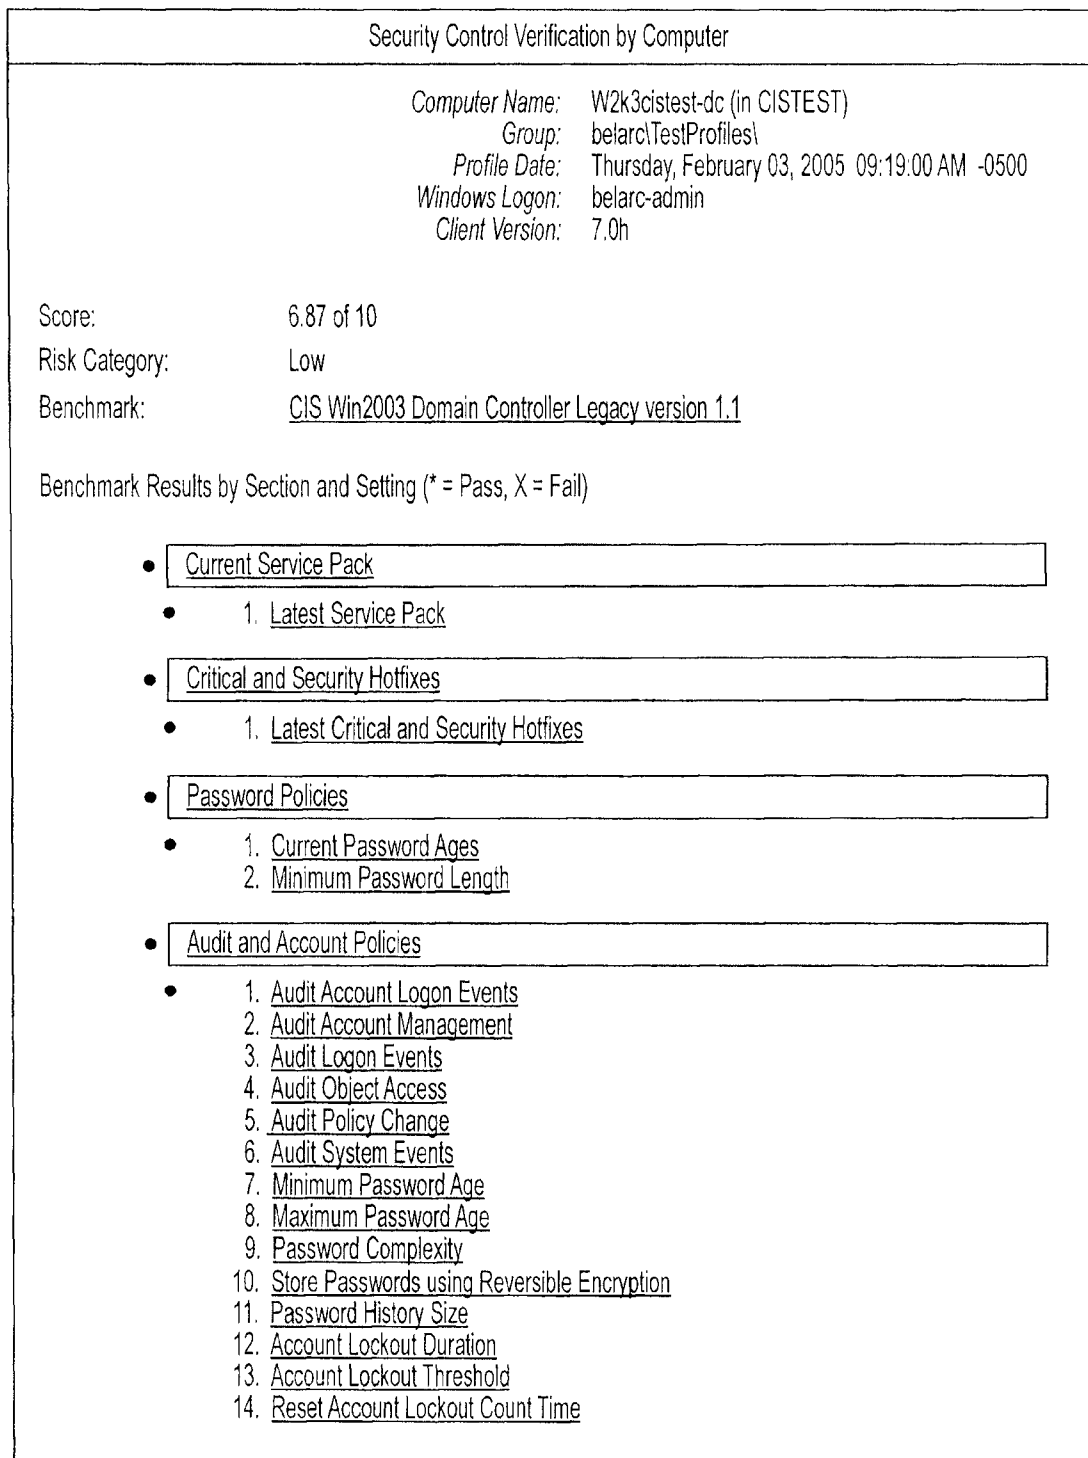 Security Control Verification by Computer
Computer Name: W2k3cistest-dc (in CISTEST)
Group: belarc\TestProfiles\
Profile Date: Thursday, February 03, 2005 09:19:00 AM -0500
Windows Logon: belarc-admin
Client Version: 7.0h
Score: 6.87 of 10
Risk Category: Low
Benchmark: CIS Win2003 Domain Controller Legacy version 1.1
Benchmark Results by Section and Setting (* = Pass, X = Fail)
• Current Service Pack
• 1. Latest Service Pack
• Critical and Security Hotfixes
• 1. Latest Critical and Security Hotfixes
• Password Policies
• 1. Current Password Ages
2. Minimum Password Length
• Audit and Account Policies
• 1. Audit Account Logon Events
2. Audit Account Management
3. Audit Logon Events
4. Audit Object Access
5. Audit Policy Change
6. Audit System Events
7. Minimum Password Age
8. Maximum Password Age
9. Password Complexity
10. Store Passwords using Reversible Encryption
11. Password History Size
12. Account Lockout Duration
13. Account Lockout Threshold
14. Reset Account Lockout Count Time